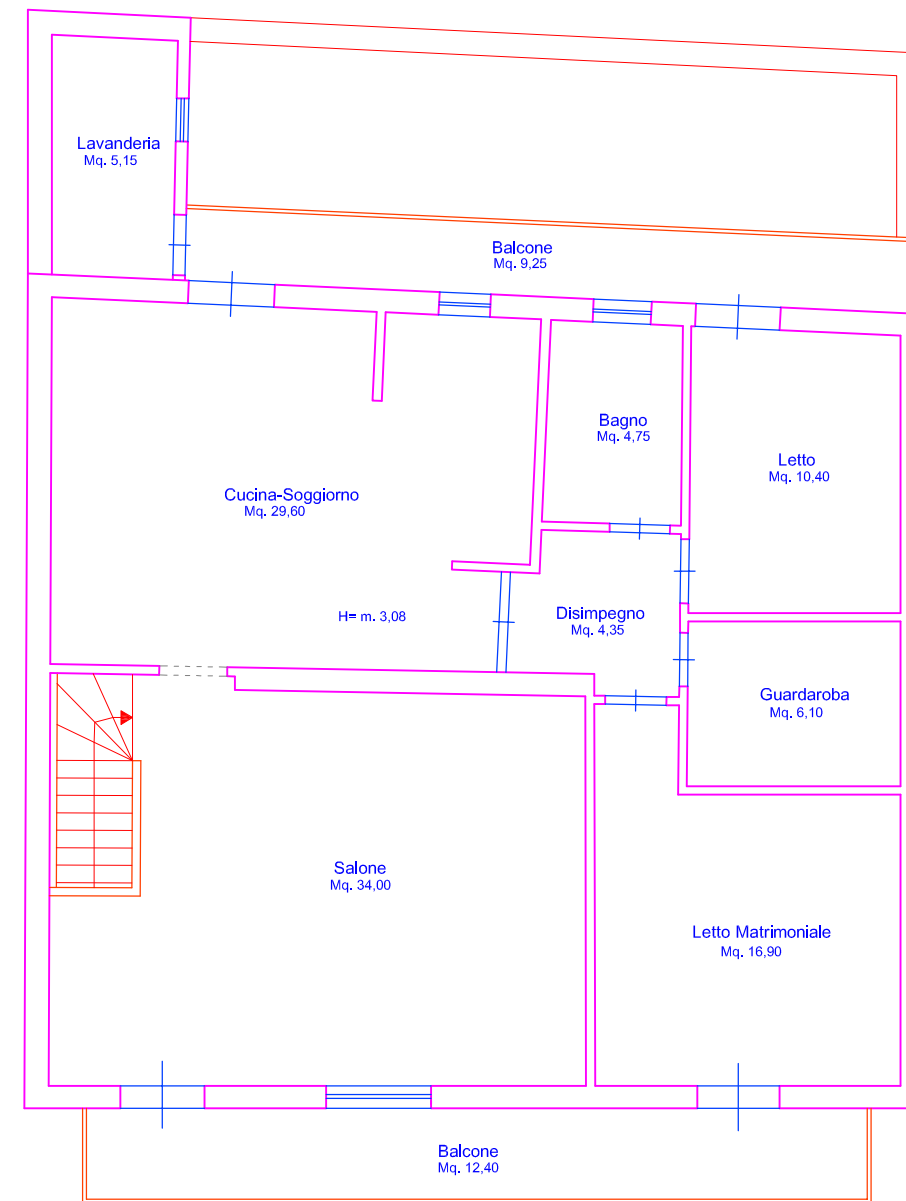 Lavanderia
Mq. 5,15
Balcone
Mq. 9,25
Bagno
Mq. 4,75
Letto
Mq. 10,40
Cucina-Soggiorno
Mq. 29,60
H= m. 3,08
Disimpegno
Mq. 4,35
Guardaroba
Mq. 6,10
Salone
Mq. 34,00
Letto Matrimoniale
Mq. 16,90
Balcone
Mq. 12,40